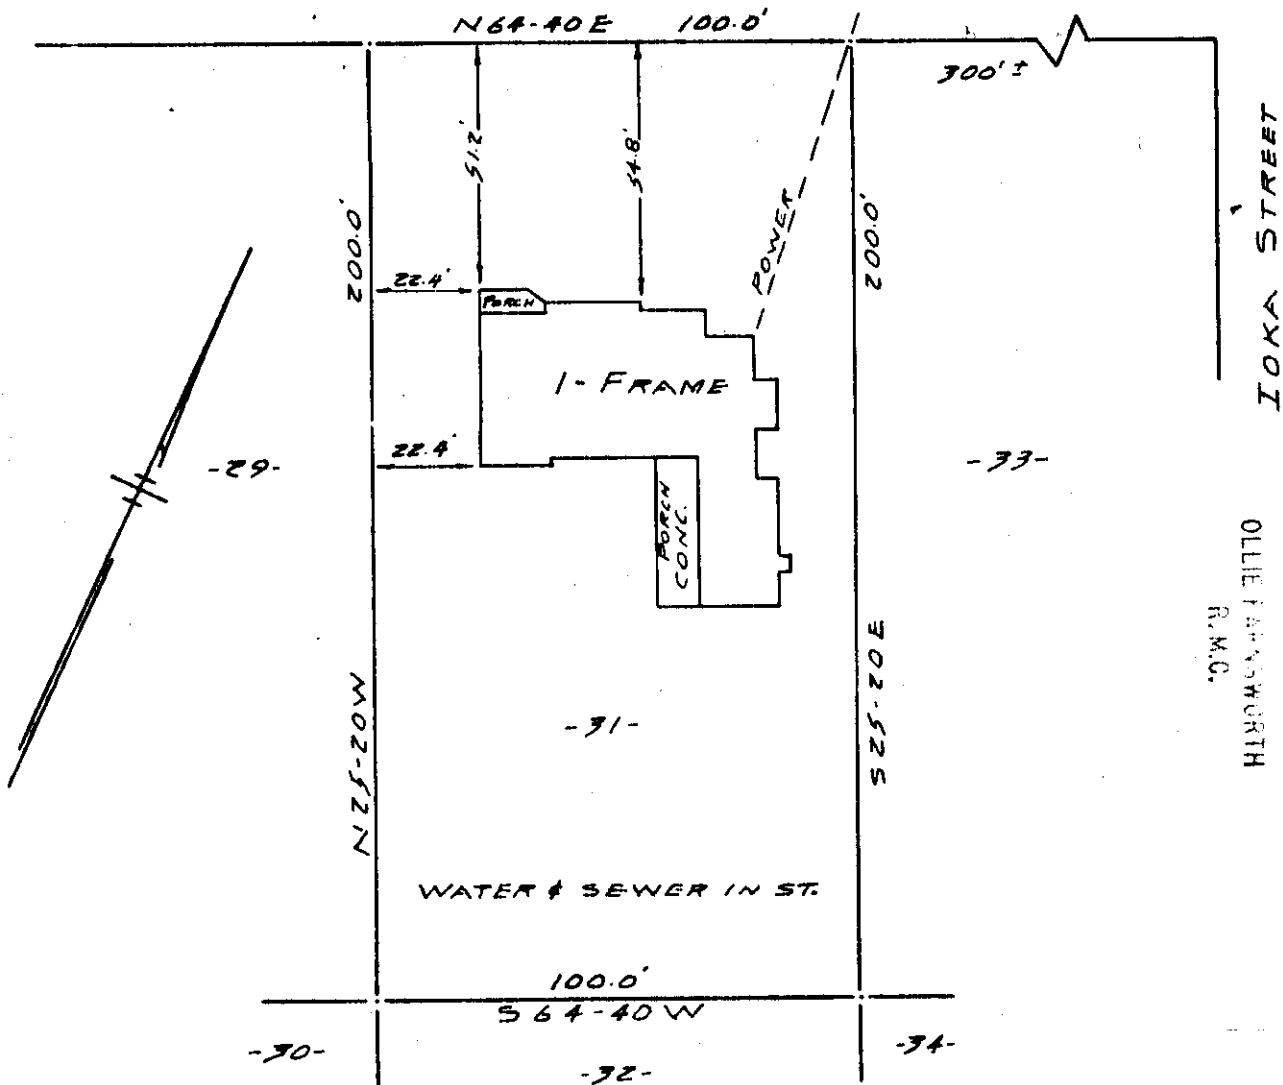 N64-40E 100.0'
300' ±
IOKA STREET
51.2'
54.8'
POWER
200.0'
200.0'
22.4'
PORCH
1- FRAME
22.4'
-29-
-33-
PORCH
CONC.
OLLIE FARNSWORTH
R.M.C.
N25-20W
-31-
S25-20E
WATER & SEWER IN ST.
100.0'
S64-40W
-30-
-32-
-34-